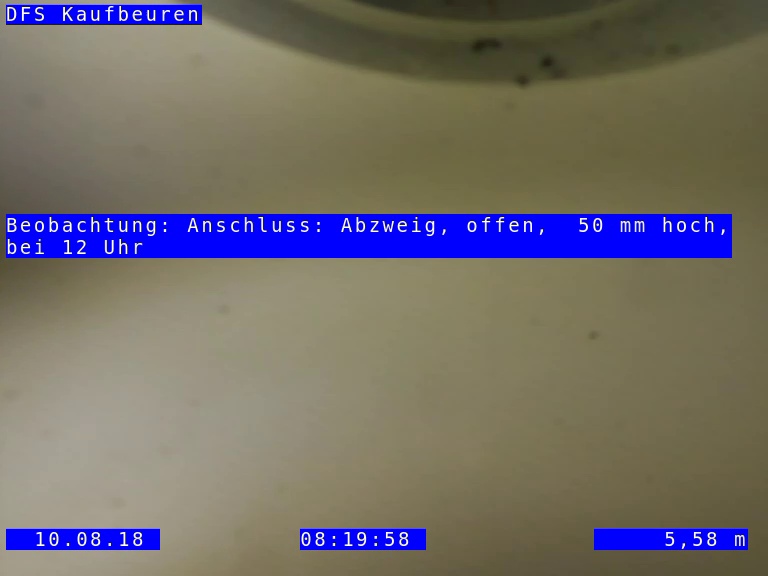 DFS Kaufbeuren
Beobachtung: Anschluss: Abzweig, offen,  50 mm hoch,
bei 12 Uhr
10.08.18
08:19:58
5,58 m